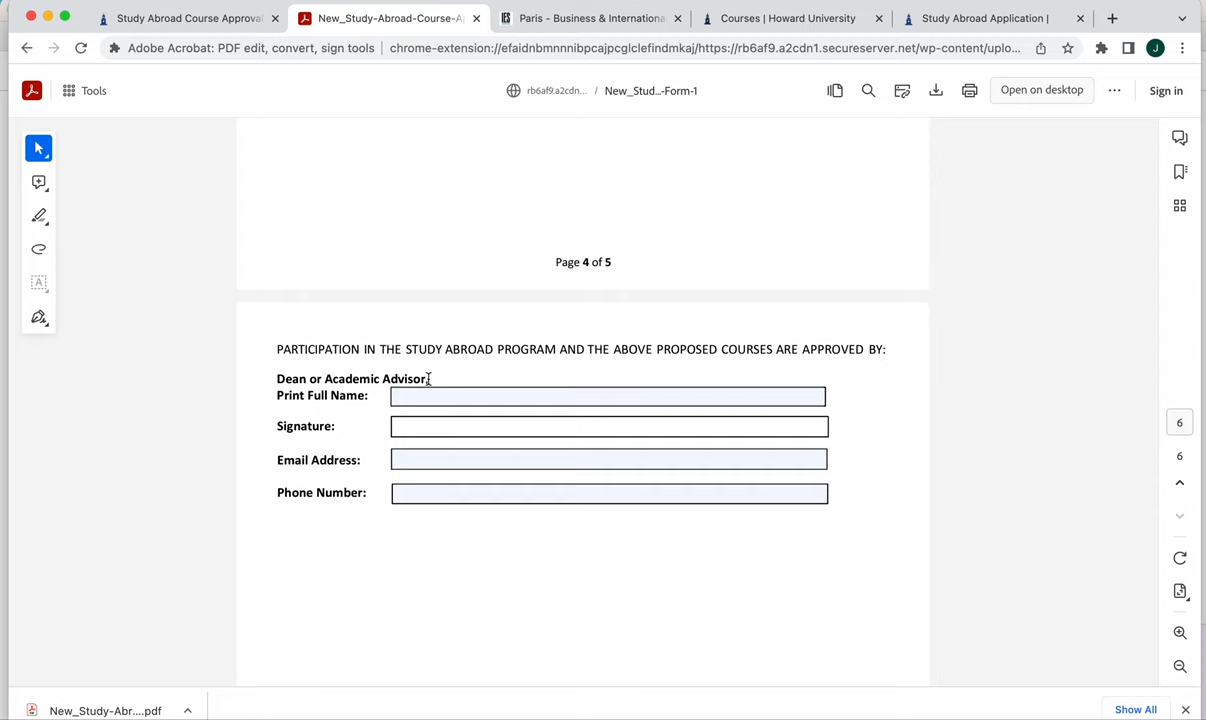 Study Abroad Course Approval
New_Study-Abroad-Course-A
IES
Paris - Business & Internationa
Courses | Howard University
Study Abroad Application |
Adobe Acrobat: PDF edit, convert, sign tools
chrome-extension://efaidnbmnnnibpcajpcglclefindmkaj/https://rb6af9.a2cdn1.secureserver.net/wp-content/uplo...
J
Tools
rb6af9.a2cdn... / New_Stud...-Form-1
Open on desktop
Sign in
Page 4 of 5
PARTICIPATION IN THE STUDY ABROAD PROGRAM AND THE ABOVE PROPOSED COURSES ARE APPROVED BY:
Dean or Academic Advisor
Print Full Name:
Signature:
Email Address:
Phone Number:
6
6
New_Study-Abr....pdf
Show All